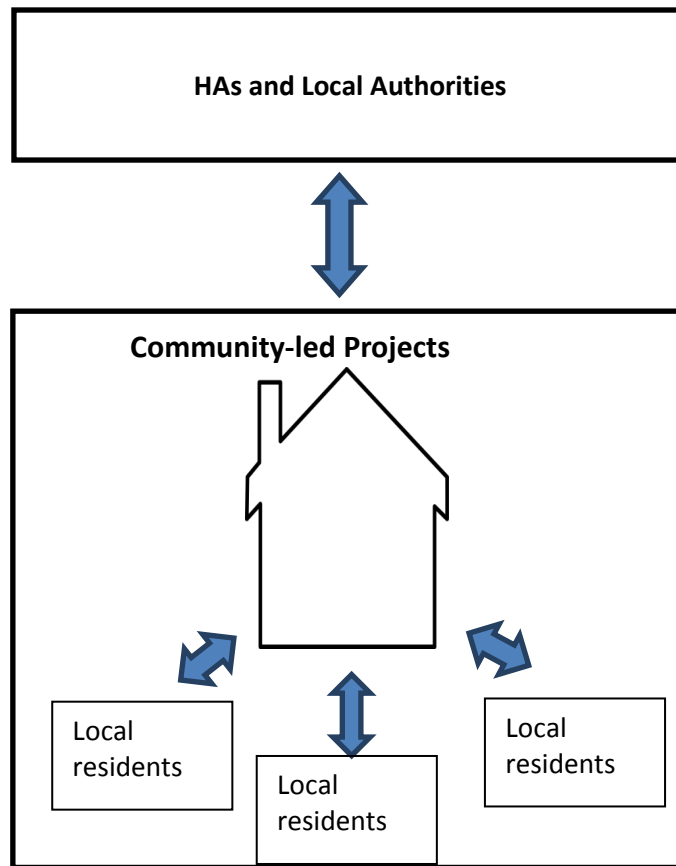 HAs and Local Authorities
Community-led Projects
Local
residents
Local
residents
Local
residents